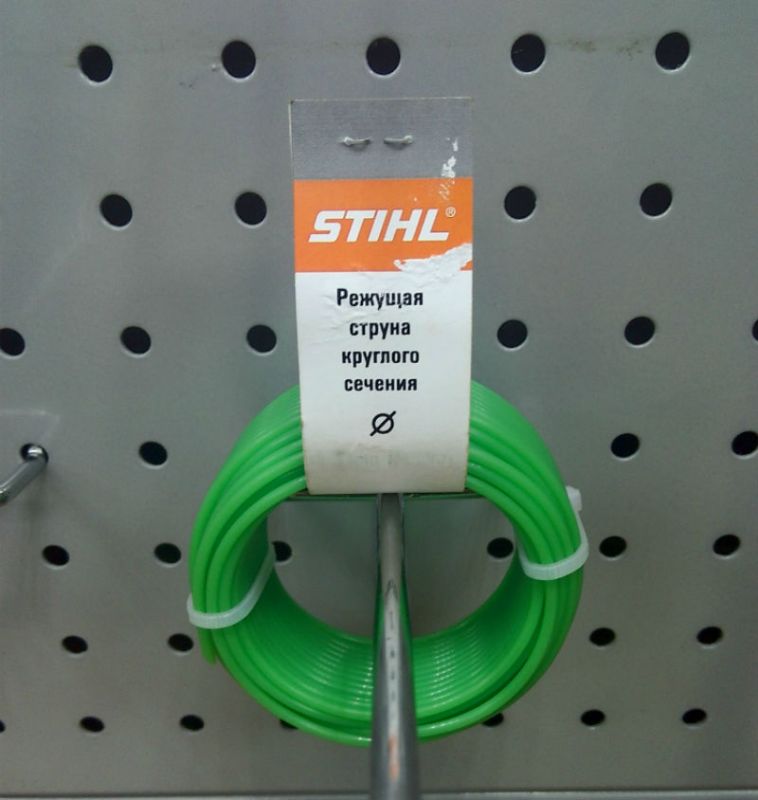 STIHL®
Режущая
струна
круглого
сечения
⌀